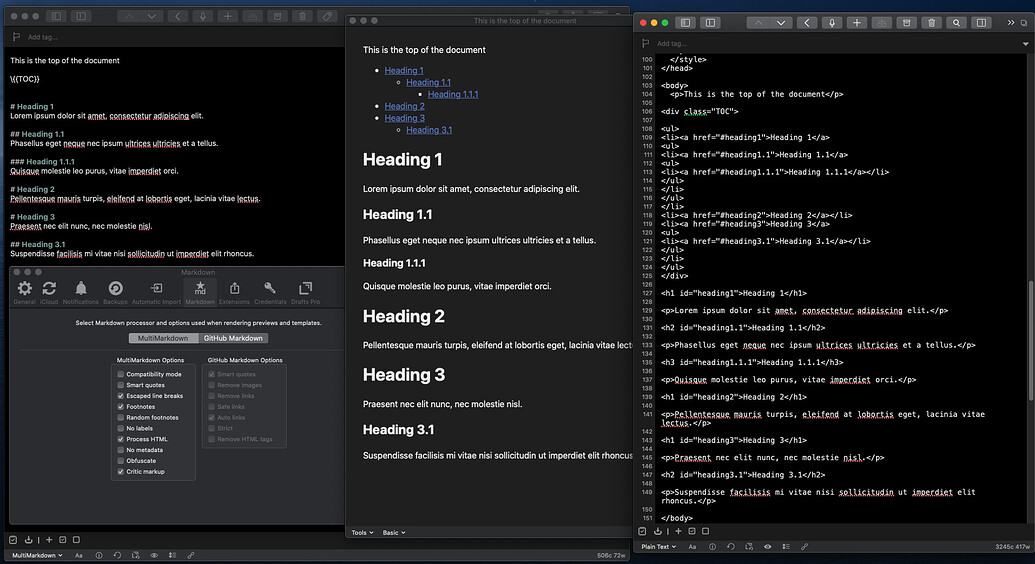 Add tag...
This is the top of the document
\{{TOC}}
# Heading 1
Lorem ipsum dolor sit amet, consectetur adipiscing elit.
## Heading 1.1
Phasellus eget neque nec ipsum ultrices ultricies et a tellus.
### Heading 1.1.1
Quisque molestie leo purus, vitae imperdiet orci.
# Heading 2
Pellentesque mauris turpis, eleifend at lobortis eget, lacinia vitae lectus.
# Heading 3
Praesent nec elit nunc, nec molestie nisl.
## Heading 3.1
Suspendisse facilisis mi vitae nisi sollicitudin ut imperdiet elit rhoncus.
Markdown
General iCloud Notifications Backups Automatic Import Markdown Extensions Credentials Drafts Pro
Select Markdown processor and options used when rendering previews and templates.
MultiMarkdown GitHub Markdown
MultiMarkdown Options
Compatibility mode
Smart quotes
Escaped line breaks
Footnotes
Random footnotes
No labels
Process HTML
No metadata
Obfuscate
Critic markup
GitHub Markdown Options
Smart quotes
Remove images
Remove links
Safe links
Auto links
Strict
Remove HTML tags
MultiMarkdown Aa 506c 72w
This is the top of the document
This is the top of the document
Heading 1
Heading 1.1
Heading 1.1.1
Heading 2
Heading 3
Heading 3.1
Heading 1
Lorem ipsum dolor sit amet, consectetur adipiscing elit.
Heading 1.1
Phasellus eget neque nec ipsum ultrices ultricies et a tellus.
Heading 1.1.1
Quisque molestie leo purus, vitae imperdiet orci.
Heading 2
Pellentesque mauris turpis, eleifend at lobortis eget, lacinia vitae lect
Heading 3
Praesent nec elit nunc, nec molestie nisl.
Heading 3.1
Suspendisse facilisis mi vitae nisi sollicitudin ut imperdiet elit rhoncus
Tools Basic
Add tag...
100 </style>
101 </head>
102
103 <body>
104 <p>This is the top of the document</p>
105
106 <div class="TOC">
107
108 <ul>
109 <li><a href="#heading1">Heading 1</a>
110 <ul>
111 <li><a href="#heading1.1">Heading 1.1</a>
112 <ul>
113 <li><a href="#heading1.1.1">Heading 1.1.1</a></li>
114 </ul>
115 </li>
116 </ul>
117 </li>
118 <li><a href="#heading2">Heading 2</a></li>
119 <li><a href="#heading3">Heading 3</a>
120 <ul>
121 <li><a href="#heading3.1">Heading 3.1</a></li>
122 </ul>
123 </li>
124 </ul>
125 </div>
126
127 <h1 id="heading1">Heading 1</h1>
128
129 <p>Lorem ipsum dolor sit amet, consectetur adipiscing elit.</p>
130
131 <h2 id="heading1.1">Heading 1.1</h2>
132
133 <p>Phasellus eget neque nec ipsum ultrices ultricies et a tellus.</p>
134
135 <h3 id="heading1.1.1">Heading 1.1.1</h3>
136
137 <p>Quisque molestie leo purus, vitae imperdiet orci.</p>
138
139 <h1 id="heading2">Heading 2</h1>
140
141 <p>Pellentesque mauris turpis, eleifend at lobortis eget, lacinia vitae
lectus.</p>
142
143 <h1 id="heading3">Heading 3</h1>
144
145 <p>Praesent nec elit nunc, nec molestie nisl.</p>
146
147 <h2 id="heading3.1">Heading 3.1</h2>
148
149 <p>Suspendisse facilisis mi vitae nisi sollicitudin ut imperdiet elit
rhoncus.</p>
150
151 </body>
Plain Text Aa 3245c 417w